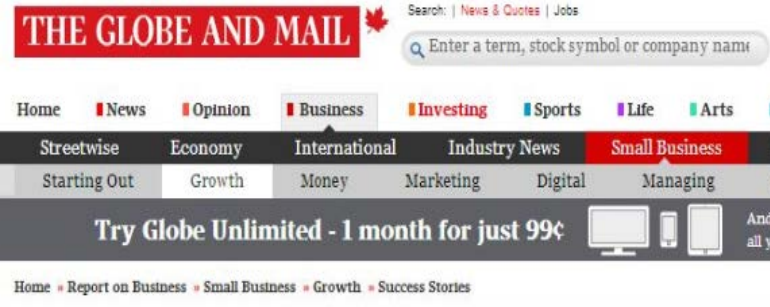 THE GLOBE AND MAIL
Search: | News & Quotes | Jobs
Enter a term, stock symbol or company name
Home News Opinion Business Investing Sports Life Arts
Streetwise Economy International Industry News Small Business
Starting Out Growth Money Marketing Digital Managing
Try Globe Unlimited - 1 month for just 99¢
And
all y
Home » Report on Business » Small Business » Growth » Success Stories